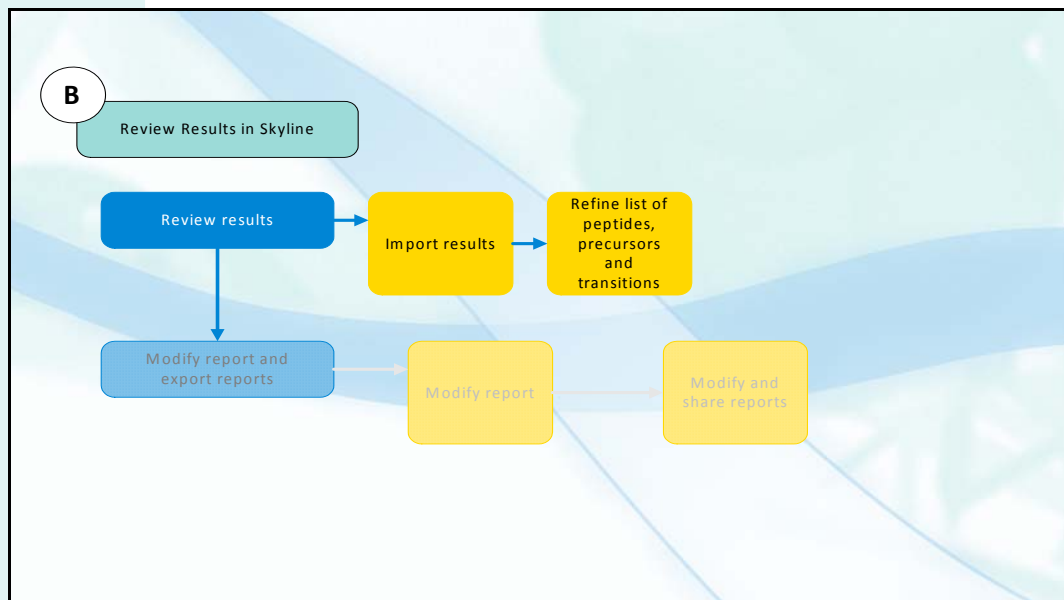 B
Review Results in Skyline
Review results
Import results
Refine list of
peptides,
precursors
and
transitions
Modify report and
export reports
Modify report
Modify and
share reports